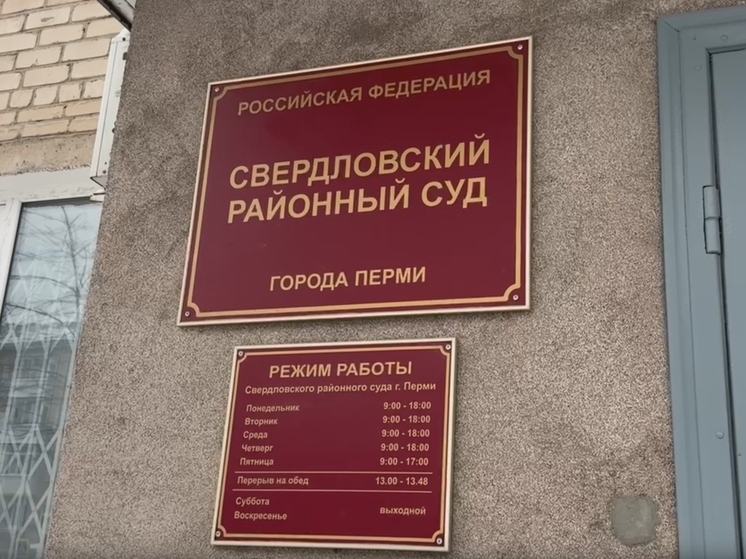 РОССИЙСКАЯ ФЕДЕРАЦИЯ
СВЕРДЛОВСКИЙ
РАЙОННЫЙ СУД
ГОРОДА ПЕРМИ
РЕЖИМ РАБОТЫ
Свердловского районного суда г. Перми
Понедельник 9:00 - 18:00
Вторник 9:00 - 18:00
Среда 9:00 - 18:00
Четверг 9:00 - 18:00
Пятница 9:00 - 17:00
Перерыв на обед 13.00 - 13.48
Суббота
Воскресенье выходной